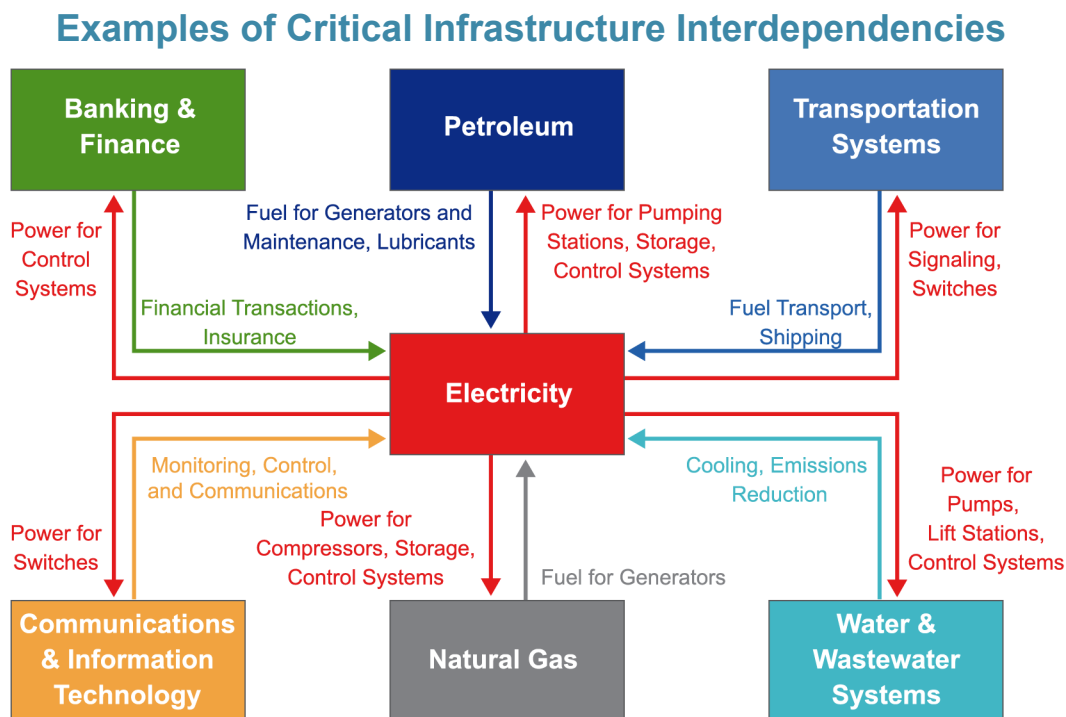 Examples of Critical Infrastructure Interdependencies
Banking &
Finance
Petroleum
Transportation
Systems
Power for
Control
Systems
Fuel for Generators and
Maintenance, Lubricants
Power for Pumping
Stations, Storage,
Control Systems
Power for
Signaling,
Switches
Financial Transactions,
Insurance
Fuel Transport,
Shipping
Electricity
Monitoring, Control,
and Communications
Cooling, Emissions
Reduction
Power for
Switches
Power for
Compressors, Storage,
Control Systems
Fuel for Generators
Power for
Pumps,
Lift Stations,
Control Systems
Communications
& Information
Technology
Natural Gas
Water &
Wastewater
Systems